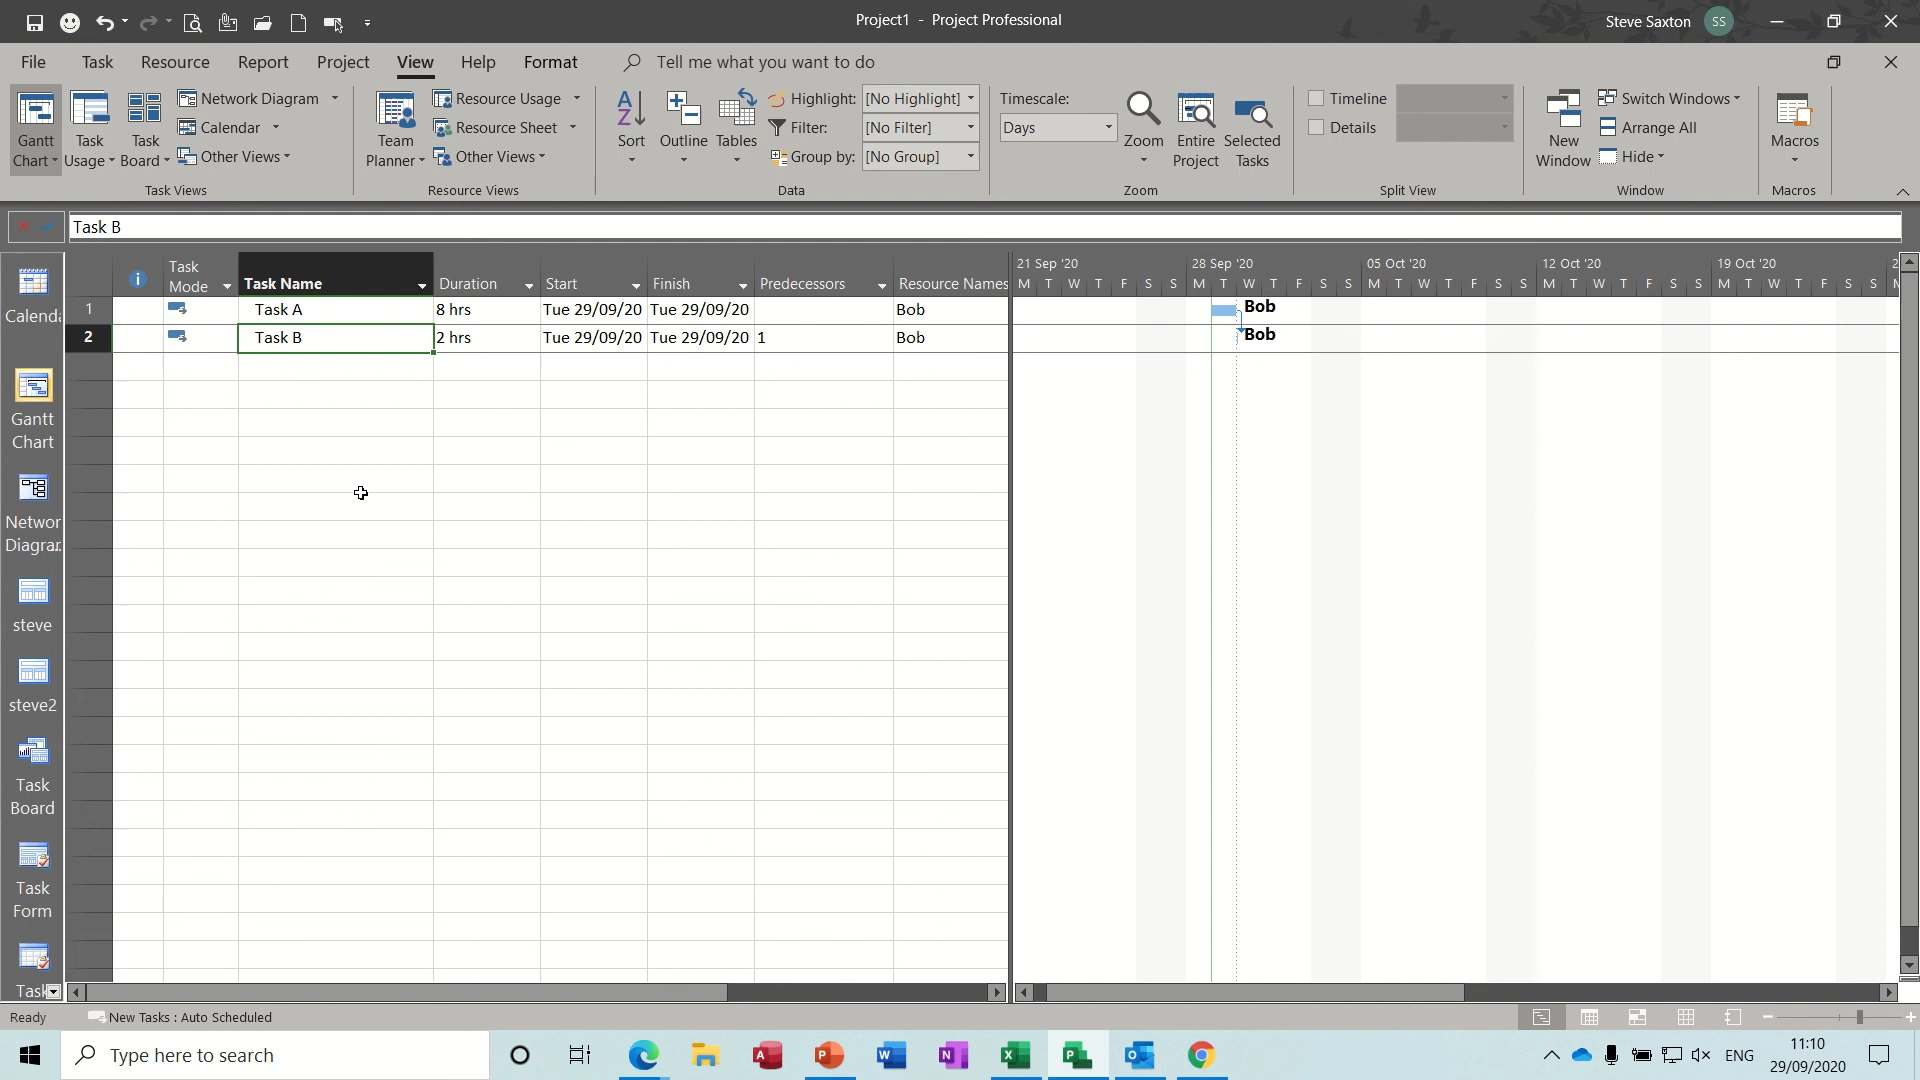 Project1 - Project Professional
Steve Saxton
SS
File
Task
Resource
Report
Project
View
Help
Format
Tell me what you want to do
Gantt Chart
Task Usage
Task Board
Network Diagram
Calendar
Other Views
Task Views
Team Planner
Resource Usage
Resource Sheet
Other Views
Resource Views
Sort
Outline
Tables
Highlight: [No Highlight]
Filter: [No Filter]
Group by: [No Group]
Data
Timescale:
Days
Zoom
Entire Project
Selected Tasks
Zoom
Timeline
Details
Split View
New Window
Switch Windows
Arrange All
Hide
Window
Macros
Macros
Task B
Task Mode
Task Name
Duration
Start
Finish
Predecessors
Resource Names
1 Task A 8 hrs Tue 29/09/20 Tue 29/09/20 Bob
2 Task B 2 hrs Tue 29/09/20 Tue 29/09/20 1 Bob
21 Sep '20 28 Sep '20 05 Oct '20 12 Oct '20 19 Oct '20 2
M T W T F S S M T W T F S S M T W T F S S M T W T F S S M T W T F S S M
Bob
Bob
Calenda
Gantt
Chart
Networ
Diagrar
steve
steve2
Task
Board
Task
Form
Task
Ready
New Tasks : Auto Scheduled
Type here to search
ENG
11:10
29/09/2020